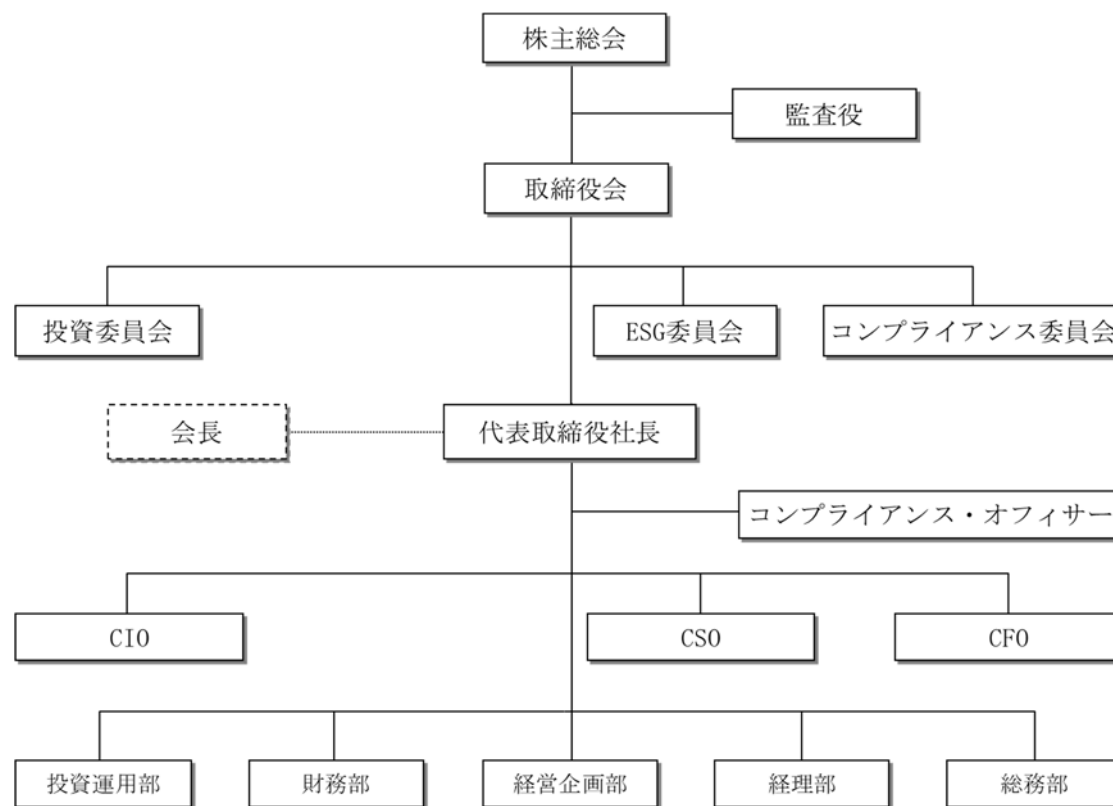 株主総会
監査役
取締役会
投資委員会
ESG委員会
コンプライアンス委員会
会長
代表取締役社長
コンプライアンス・オフィサー
CIO
CSO
CFO
投資運用部
財務部
経営企画部
経理部
総務部